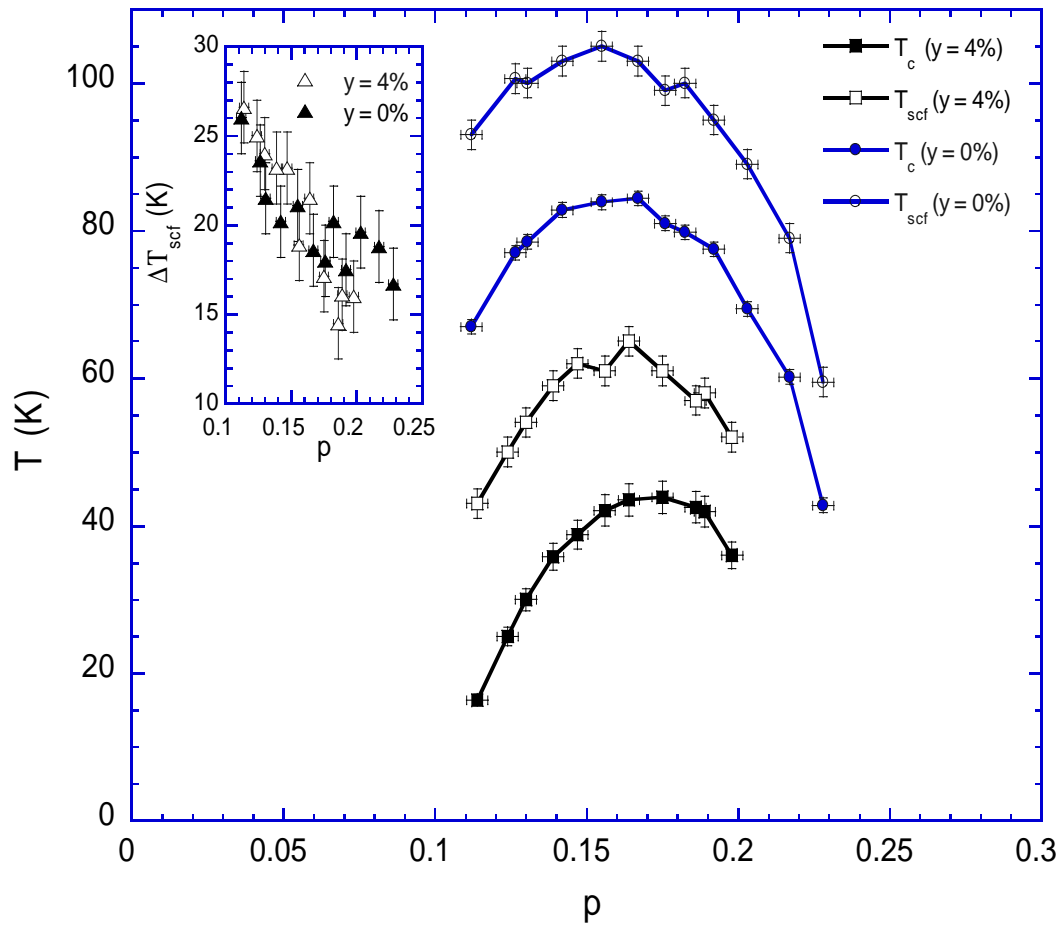 T (K)
100
80
60
40
20
0
0
0.05
0.1
0.15
0.2
0.25
0.3
p
T_c (y = 4%)
T_scf (y = 4%)
T_c (y = 0%)
T_scf (y = 0%)
ΔT_scf (K)
30
25
20
15
10
0.1
0.15
0.2
0.25
p
y = 4%
y = 0%